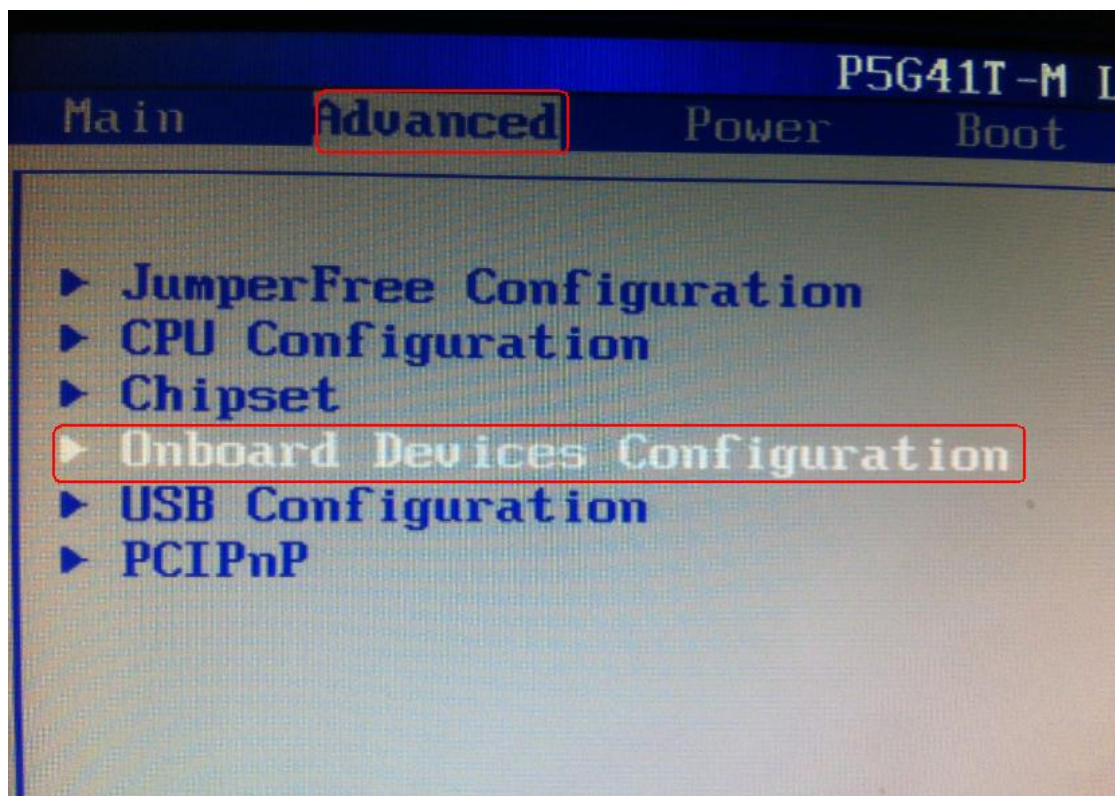 P5G41T-M L
Main Advanced Power Boot
JumperFree Configuration
CPU Configuration
Chipset
Onboard Devices Configuration
USB Configuration
PCIPnP